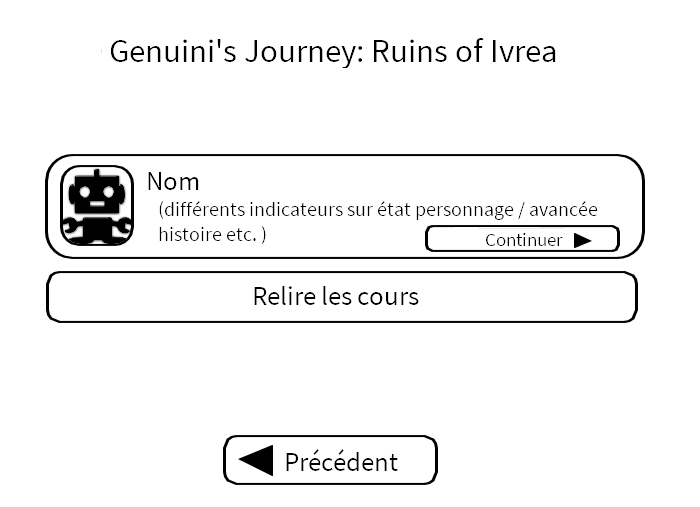 Genuini's Journey: Ruins of Ivrea
Nom
(différents indicateurs sur état personnage / avancée
histoire etc. )
Continuer
Relire les cours
Précédent